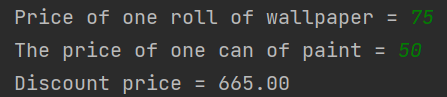 Price of one roll of wallpaper = 75
The price of one can of paint = 50
Discount price = 665.00